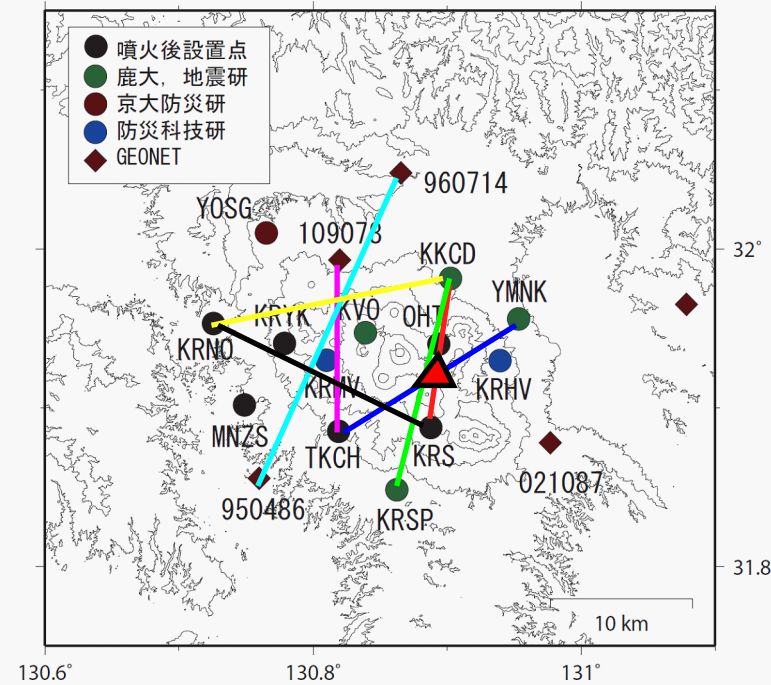 噴火後設置点
鹿大, 地震研
京大防災研
防災科技研
GEONET
960714
YOSG
109078
KKCD
32°
YMNK
KRYK
KVO
OHT
KRNO
KRMV
KRHV
MNZS
TKCH
KRS
021087
950486
KRSP
31.8
10 km
130.6°
130.8°
131°